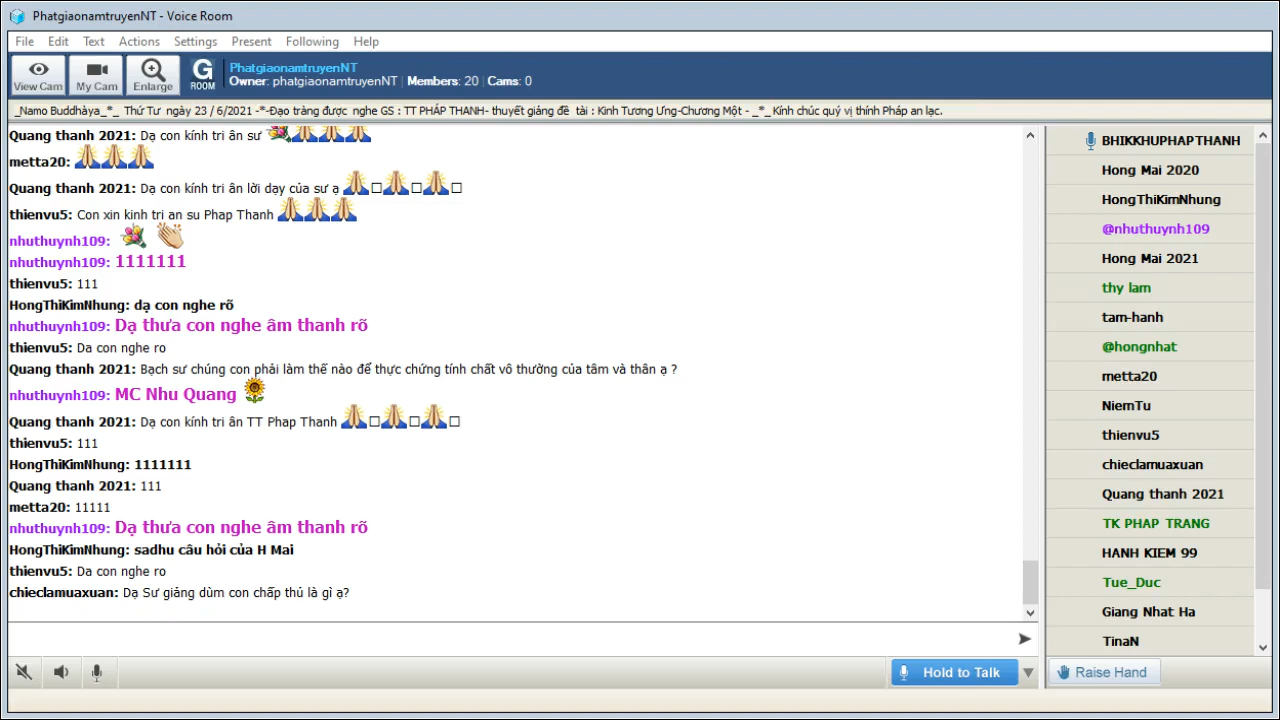 PhatgiaonamtruyenNT - Voice Room
File Edit Text Actions Settings Present Following Help
View Cam My Cam Enlarge G ROOM
PhatgiaonamtruyenNT
Owner: phatgiaonamtruyenNT | Members: 20 | Cams: 0
_Namo Buddhàya_*_ Thứ Tư ngày 23 / 6/2021 -*-Đạo tràng được nghe GS : TT PHÁP THANH- thuyết giảng đề tài : Kinh Tương Ưng-Chương Một - _*_ Kính chúc quý vị thính Pháp an lạc.
Quang thanh 2021: Dạ con kính tri ân sư
metta20:
Quang thanh 2021: Dạ con kính tri ân lời dạy của sư ạ
thienvu5: Con xin kinh tri an su Phap Thanh
nhuthuynh109:
nhuthuynh109: 1111111
thienvu5: 111
HongThiKimNhung: dạ con nghe rõ
nhuthuynh109: Dạ thưa con nghe âm thanh rõ
thienvu5: Da con nghe ro
Quang thanh 2021: Bạch sư chúng con phải làm thế nào để thực chứng tính chất vô thường của tâm và thân ạ ?
nhuthuynh109: MC Nhu Quang
Quang thanh 2021: Dạ con kính tri ân TT Phap Thanh
thienvu5: 111
HongThiKimNhung: 1111111
Quang thanh 2021: 111
metta20: 11111
nhuthuynh109: Dạ thưa con nghe âm thanh rõ
HongThiKimNhung: sadhu câu hỏi của H Mai
thienvu5: Da con nghe ro
chieclamuaxuan: Dạ Sư giảng dùm con chấp thủ là gì ạ?
Hold to Talk
BHIKKHUPHAPTHANH
Hong Mai 2020
HongThiKimNhung
@nhuthuynh109
Hong Mai 2021
thy lam
tam-hanh
@hongnhat
metta20
NiemTu
thienvu5
chieclamuaxuan
Quang thanh 2021
TK PHAP TRANG
HANH KIEM 99
Tue_Duc
Giang Nhat Ha
TinaN
Raise Hand